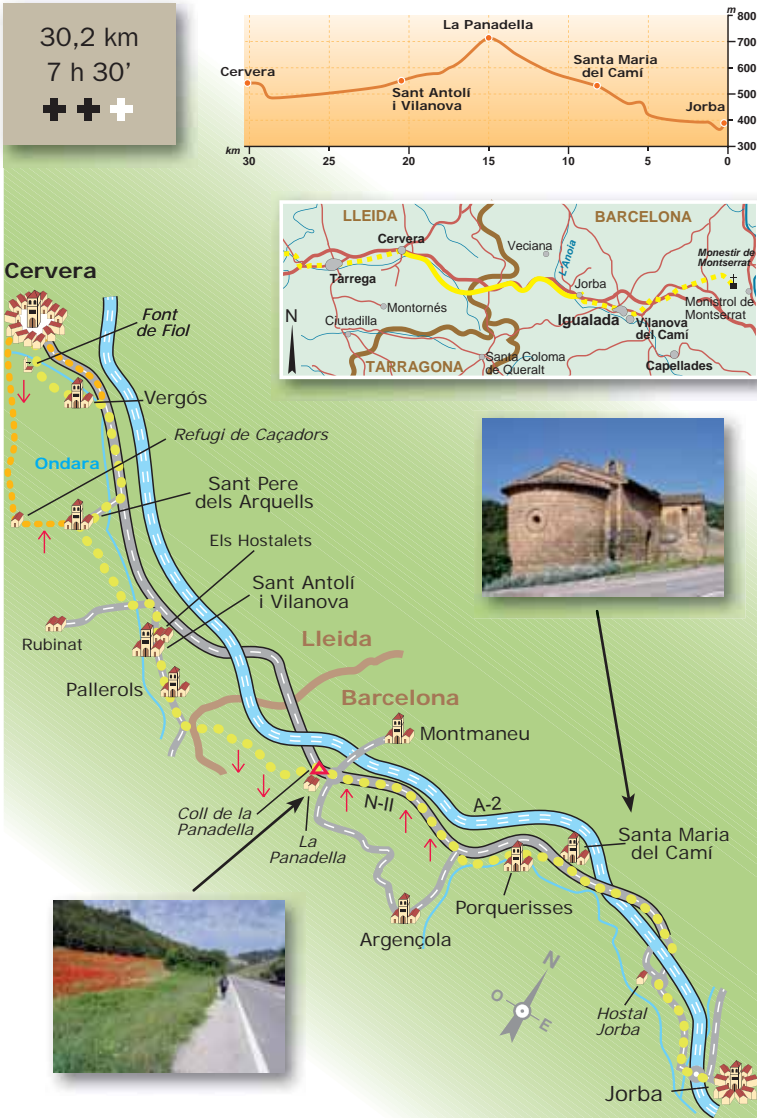 30,2 km
7 h 30’
m
800
700
600
500
400
300
La Panadella
Cervera
Santa Maria
del Camí
Sant Antolí
i Vilanova
Jorba
km
30
25
20
15
10
5
0
LLEIDA
BARCELONA
Cervera
Veciana
L'Anoia
Monestir de
Montserrat
Tàrrega
Jorba
Montornés
Igualada
Vilanova
del Camí
Monistrol de
Montserrat
N
Ciutadilla
TARRAGONA
Santa Coloma
de Queralt
Capellades
Cervera
Font
de Fiol
Vergós
Refugi de Caçadors
Ondara
Sant Pere
dels Arquells
Els Hostalets
Sant Antolí
i Vilanova
Rubinat
Lleida
Pallerols
Barcelona
Montmaneu
Coll de la
Panadella
La
Panadella
N-II
A-2
Santa Maria
del Camí
Porquerisses
Argençola
N
O
E
Hostal
Jorba
Jorba